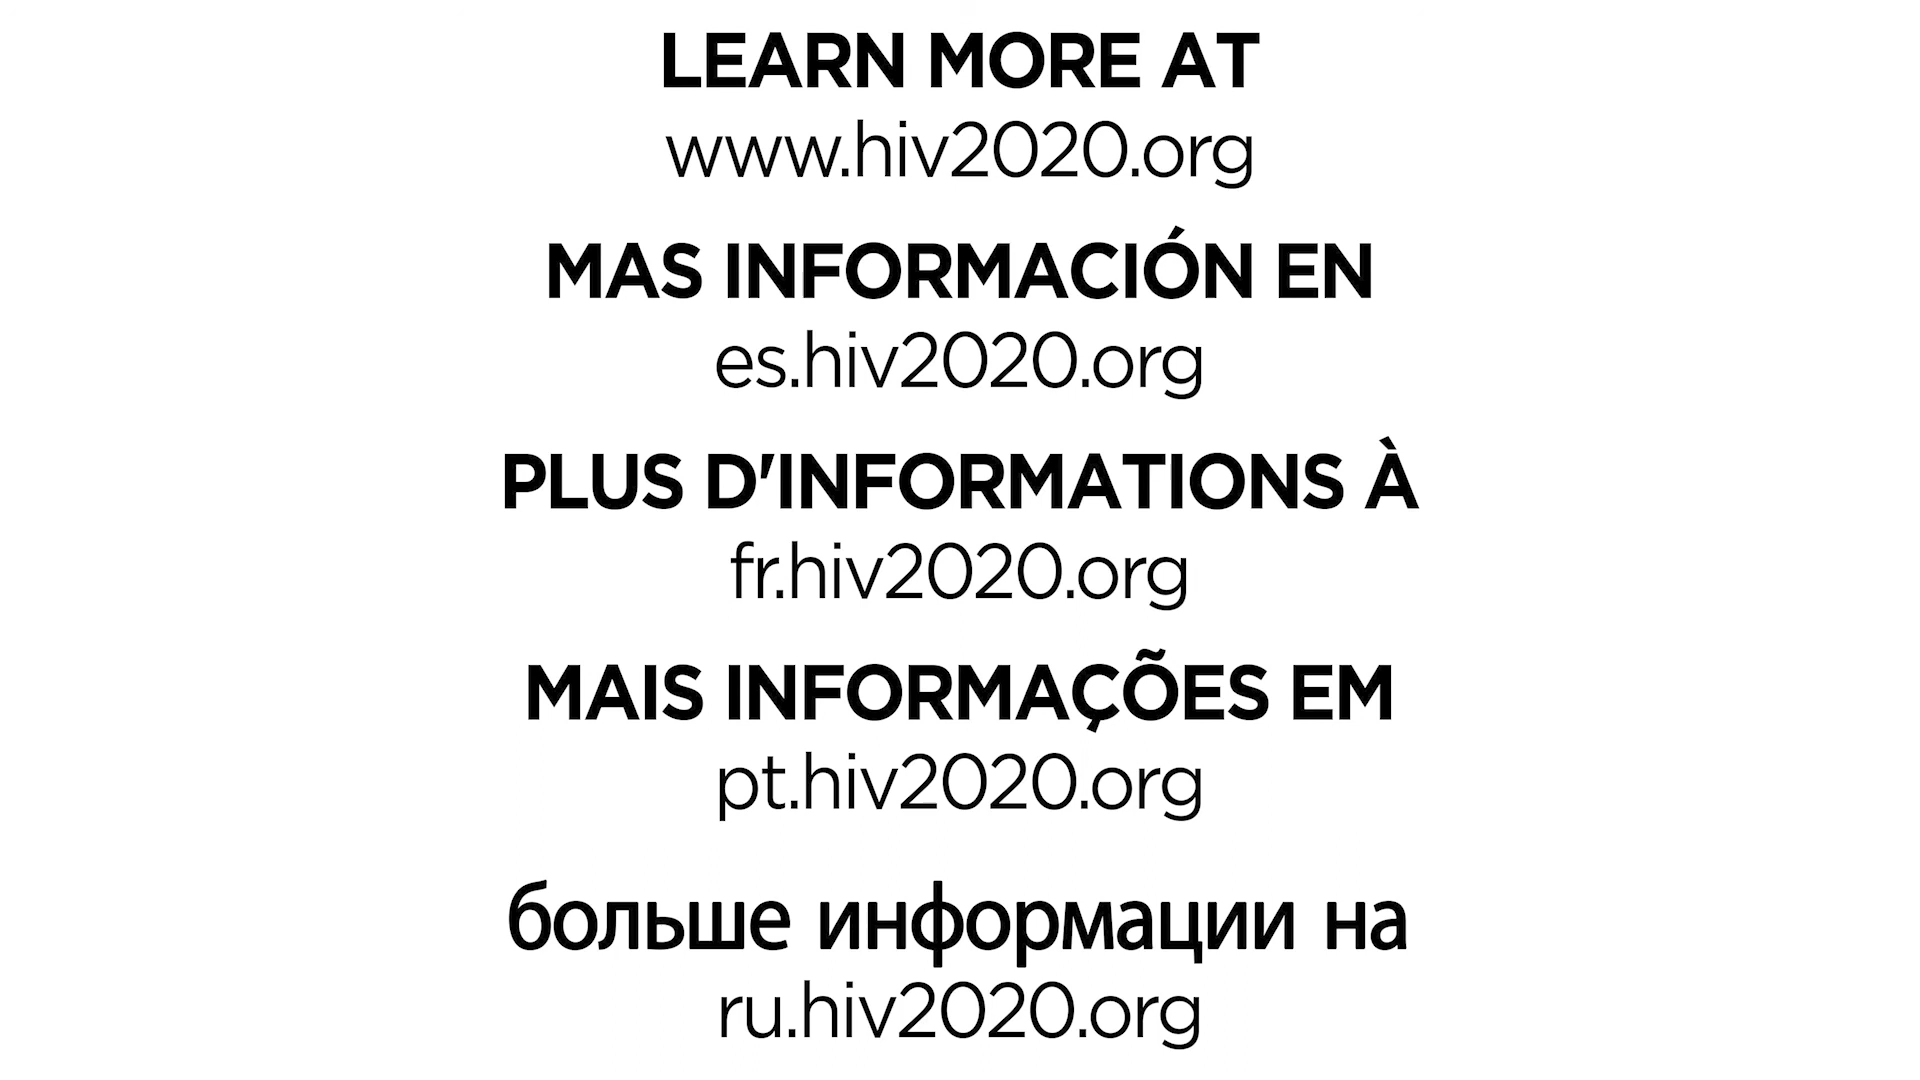 LEARN MORE AT
www.hiv2020.org
MAS INFORMACIÓN EN
es.hiv2020.org
PLUS D'INFORMATIONS À
fr.hiv2020.org
MAIS INFORMAÇÕES EM
pt.hiv2020.org
больше информации на
ru.hiv2020.org